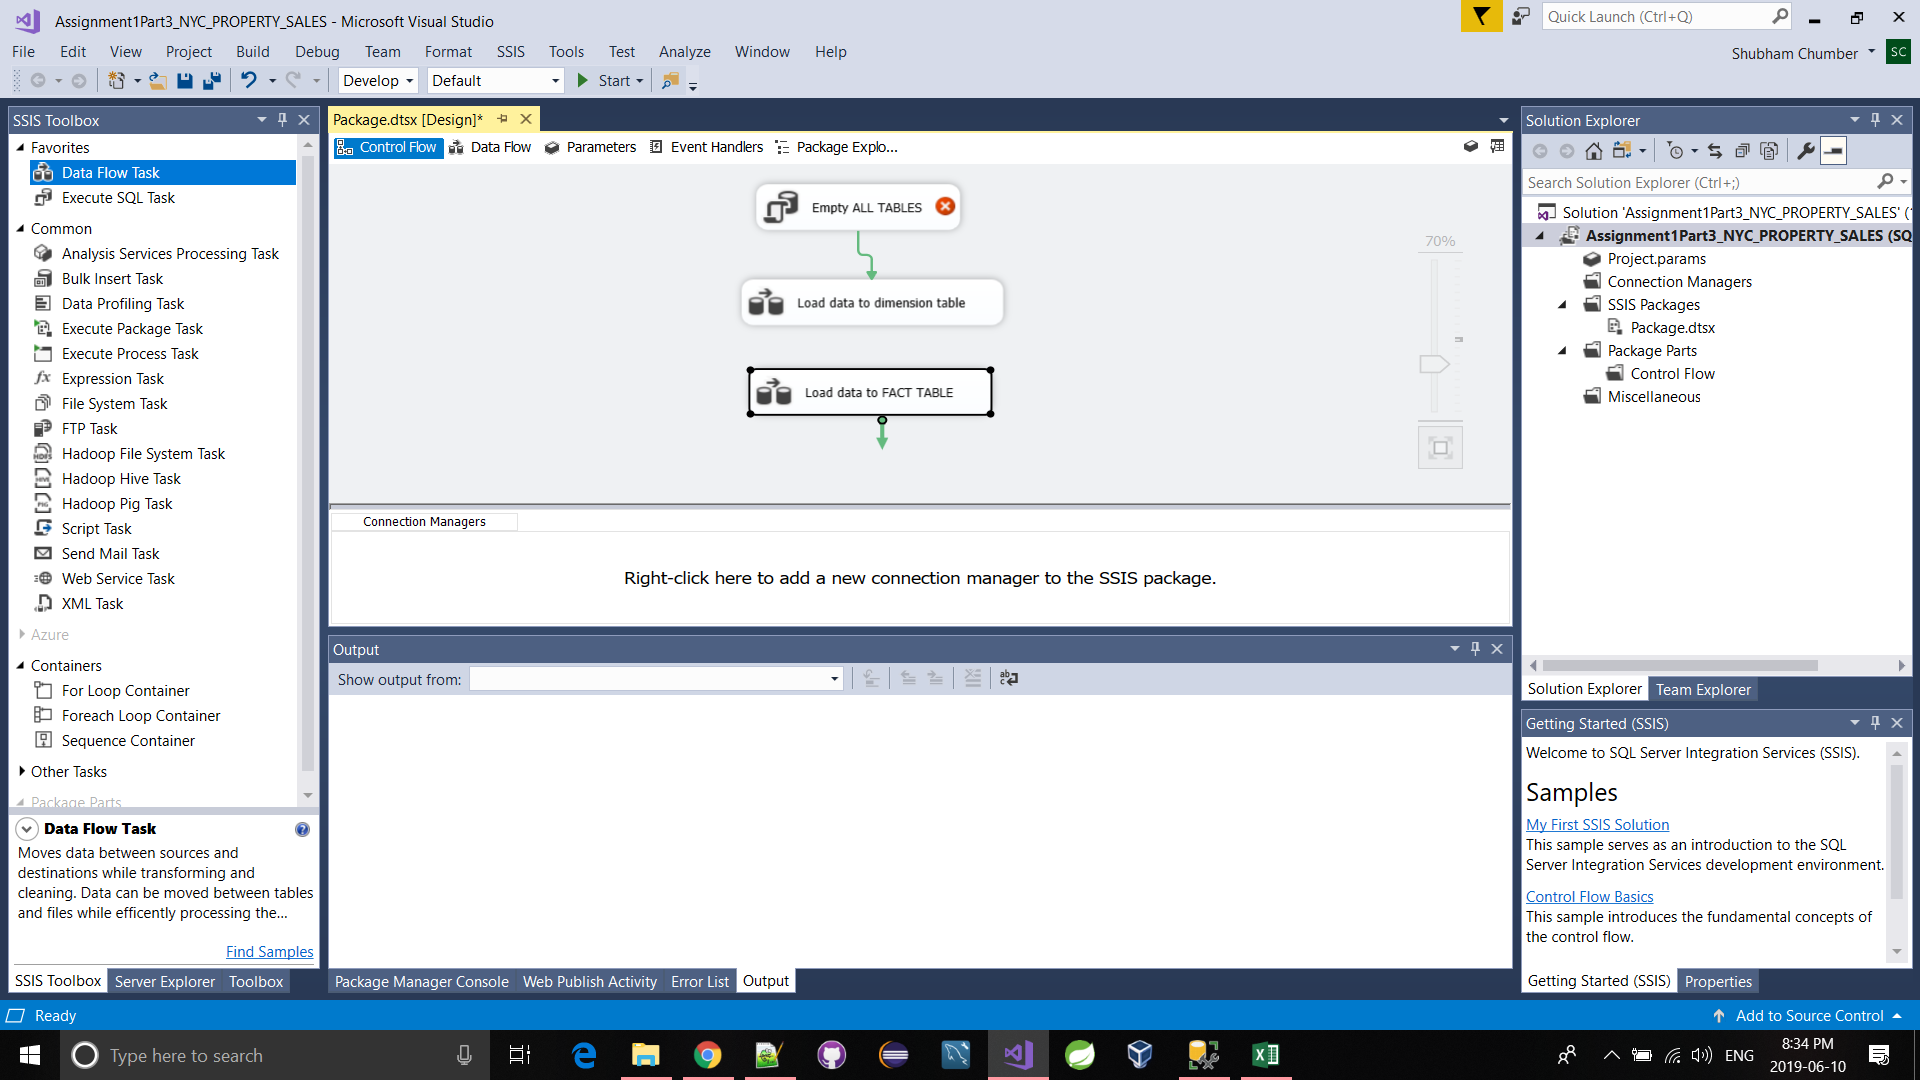 Assignment1Part3_NYC_PROPERTY_SALES - Microsoft Visual Studio
Quick Launch (Ctrl+Q)
File Edit View Project Build Debug Team Format SSIS Tools Test Analyze Window Help
Shubham Chumber SC
Develop Default Start
SSIS Toolbox
Favorites
Data Flow Task
Execute SQL Task
Common
Analysis Services Processing Task
Bulk Insert Task
Data Profiling Task
Execute Package Task
Execute Process Task
Expression Task
File System Task
FTP Task
Hadoop File System Task
Hadoop Hive Task
Hadoop Pig Task
Script Task
Send Mail Task
Web Service Task
XML Task
Azure
Containers
For Loop Container
Foreach Loop Container
Sequence Container
Other Tasks
Package Parts
Data Flow Task
Moves data between sources and
destinations while transforming and
cleaning. Data can be moved between tables
and files while efficently processing the...
Find Samples
SSIS Toolbox Server Explorer Toolbox
Package.dtsx [Design]*
Control Flow Data Flow Parameters Event Handlers Package Explo...
Empty ALL TABLES
Load data to dimension table
Load data to FACT TABLE
70%
Connection Managers
Right-click here to add a new connection manager to the SSIS package.
Output
Show output from:
Package Manager Console Web Publish Activity Error List Output
Solution Explorer
Search Solution Explorer (Ctrl+;)
Solution 'Assignment1Part3_NYC_PROPERTY_SALES' (
Assignment1Part3_NYC_PROPERTY_SALES (SQ
Project.params
Connection Managers
SSIS Packages
Package.dtsx
Package Parts
Control Flow
Miscellaneous
Solution Explorer Team Explorer
Getting Started (SSIS)
Welcome to SQL Server Integration Services (SSIS).
Samples
My First SSIS Solution
This sample serves as an introduction to the SQL
Server Integration Services development environment.
Control Flow Basics
This sample introduces the fundamental concepts of
the control flow.
Getting Started (SSIS) Properties
Ready
Add to Source Control
Type here to search
ENG
8:34 PM
2019-06-10